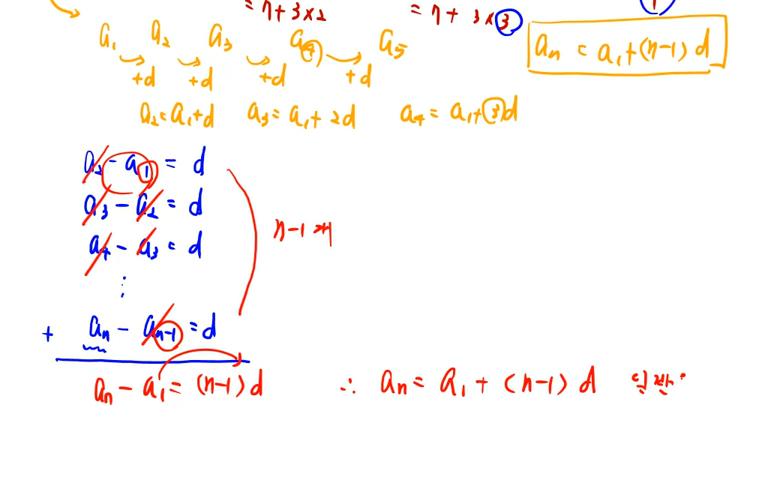 = 7 + 3×2
= 7 + 3×③
a₁ a₂ a₃ a₄ a₅
+d +d +d +d
aₙ = a₁ + (n-1) d
a₂ = a₁ + d a₃ = a₁ + 2d a₄ = a₁ + ③d
a₂ - a₁ = d
a₃ - a₂ = d
a₄ - a₃ = d
n-1개
⋮
+ aₙ - aₙ₋₁ = d
aₙ - a₁ = (n-1) d ∴ aₙ = a₁ + (n-1) d 일반